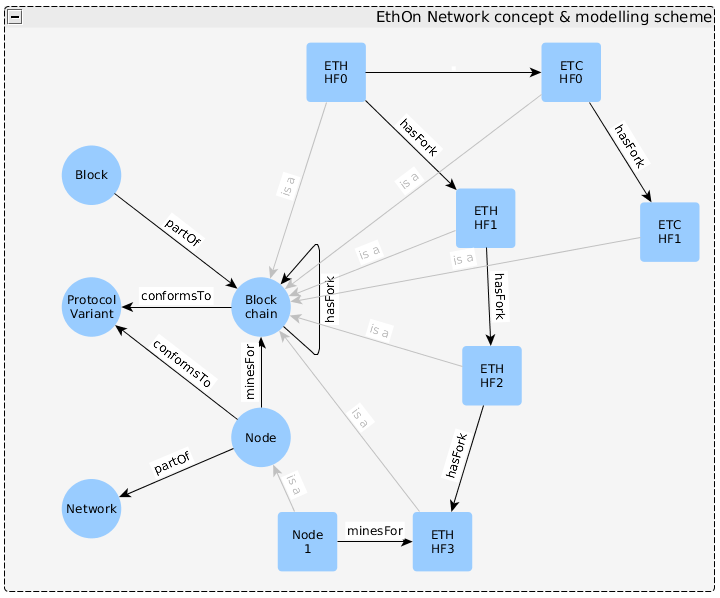 EthOn Network concept & modelling scheme
ETH
HF0
ETC
HF0
hasFork
hasFork
Block
is a
is a
partOf
ETH
HF1
ETC
HF1
is a
is a
Protocol
Variant
conformsTo
Block
chain
hasFork
hasFork
is a
conformsTo
minesFor
ETH
HF2
is a
Node
hasFork
partOf
is a
Network
Node
1
minesFor
ETH
HF3